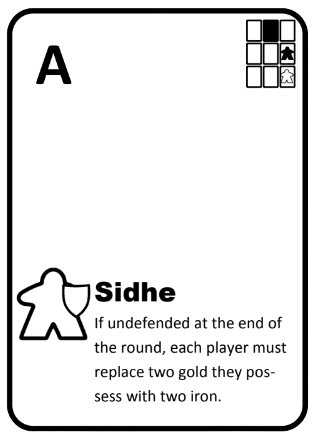 A
Sidhe
If undefended at the end of
the round, each player must
replace two gold they pos-
sess with two iron.